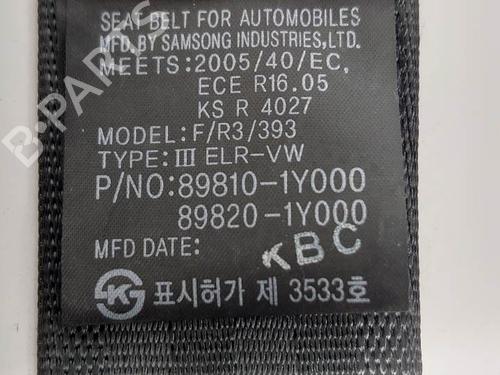 SEAT BELT FOR AUTOMOBILES
MFD. BY SAMSONG INDUSTRIES, LTD.
MEETS: 2005/40/EC,
ECE R16.05
KS R 4027
MODEL: F/R3/393
TYPE: Ⅲ ELR-VW
P/NO: 89810-1Y000
89820-1Y000
MFD DATE:
KBC
표시허가 제 3533호
B-PARTS